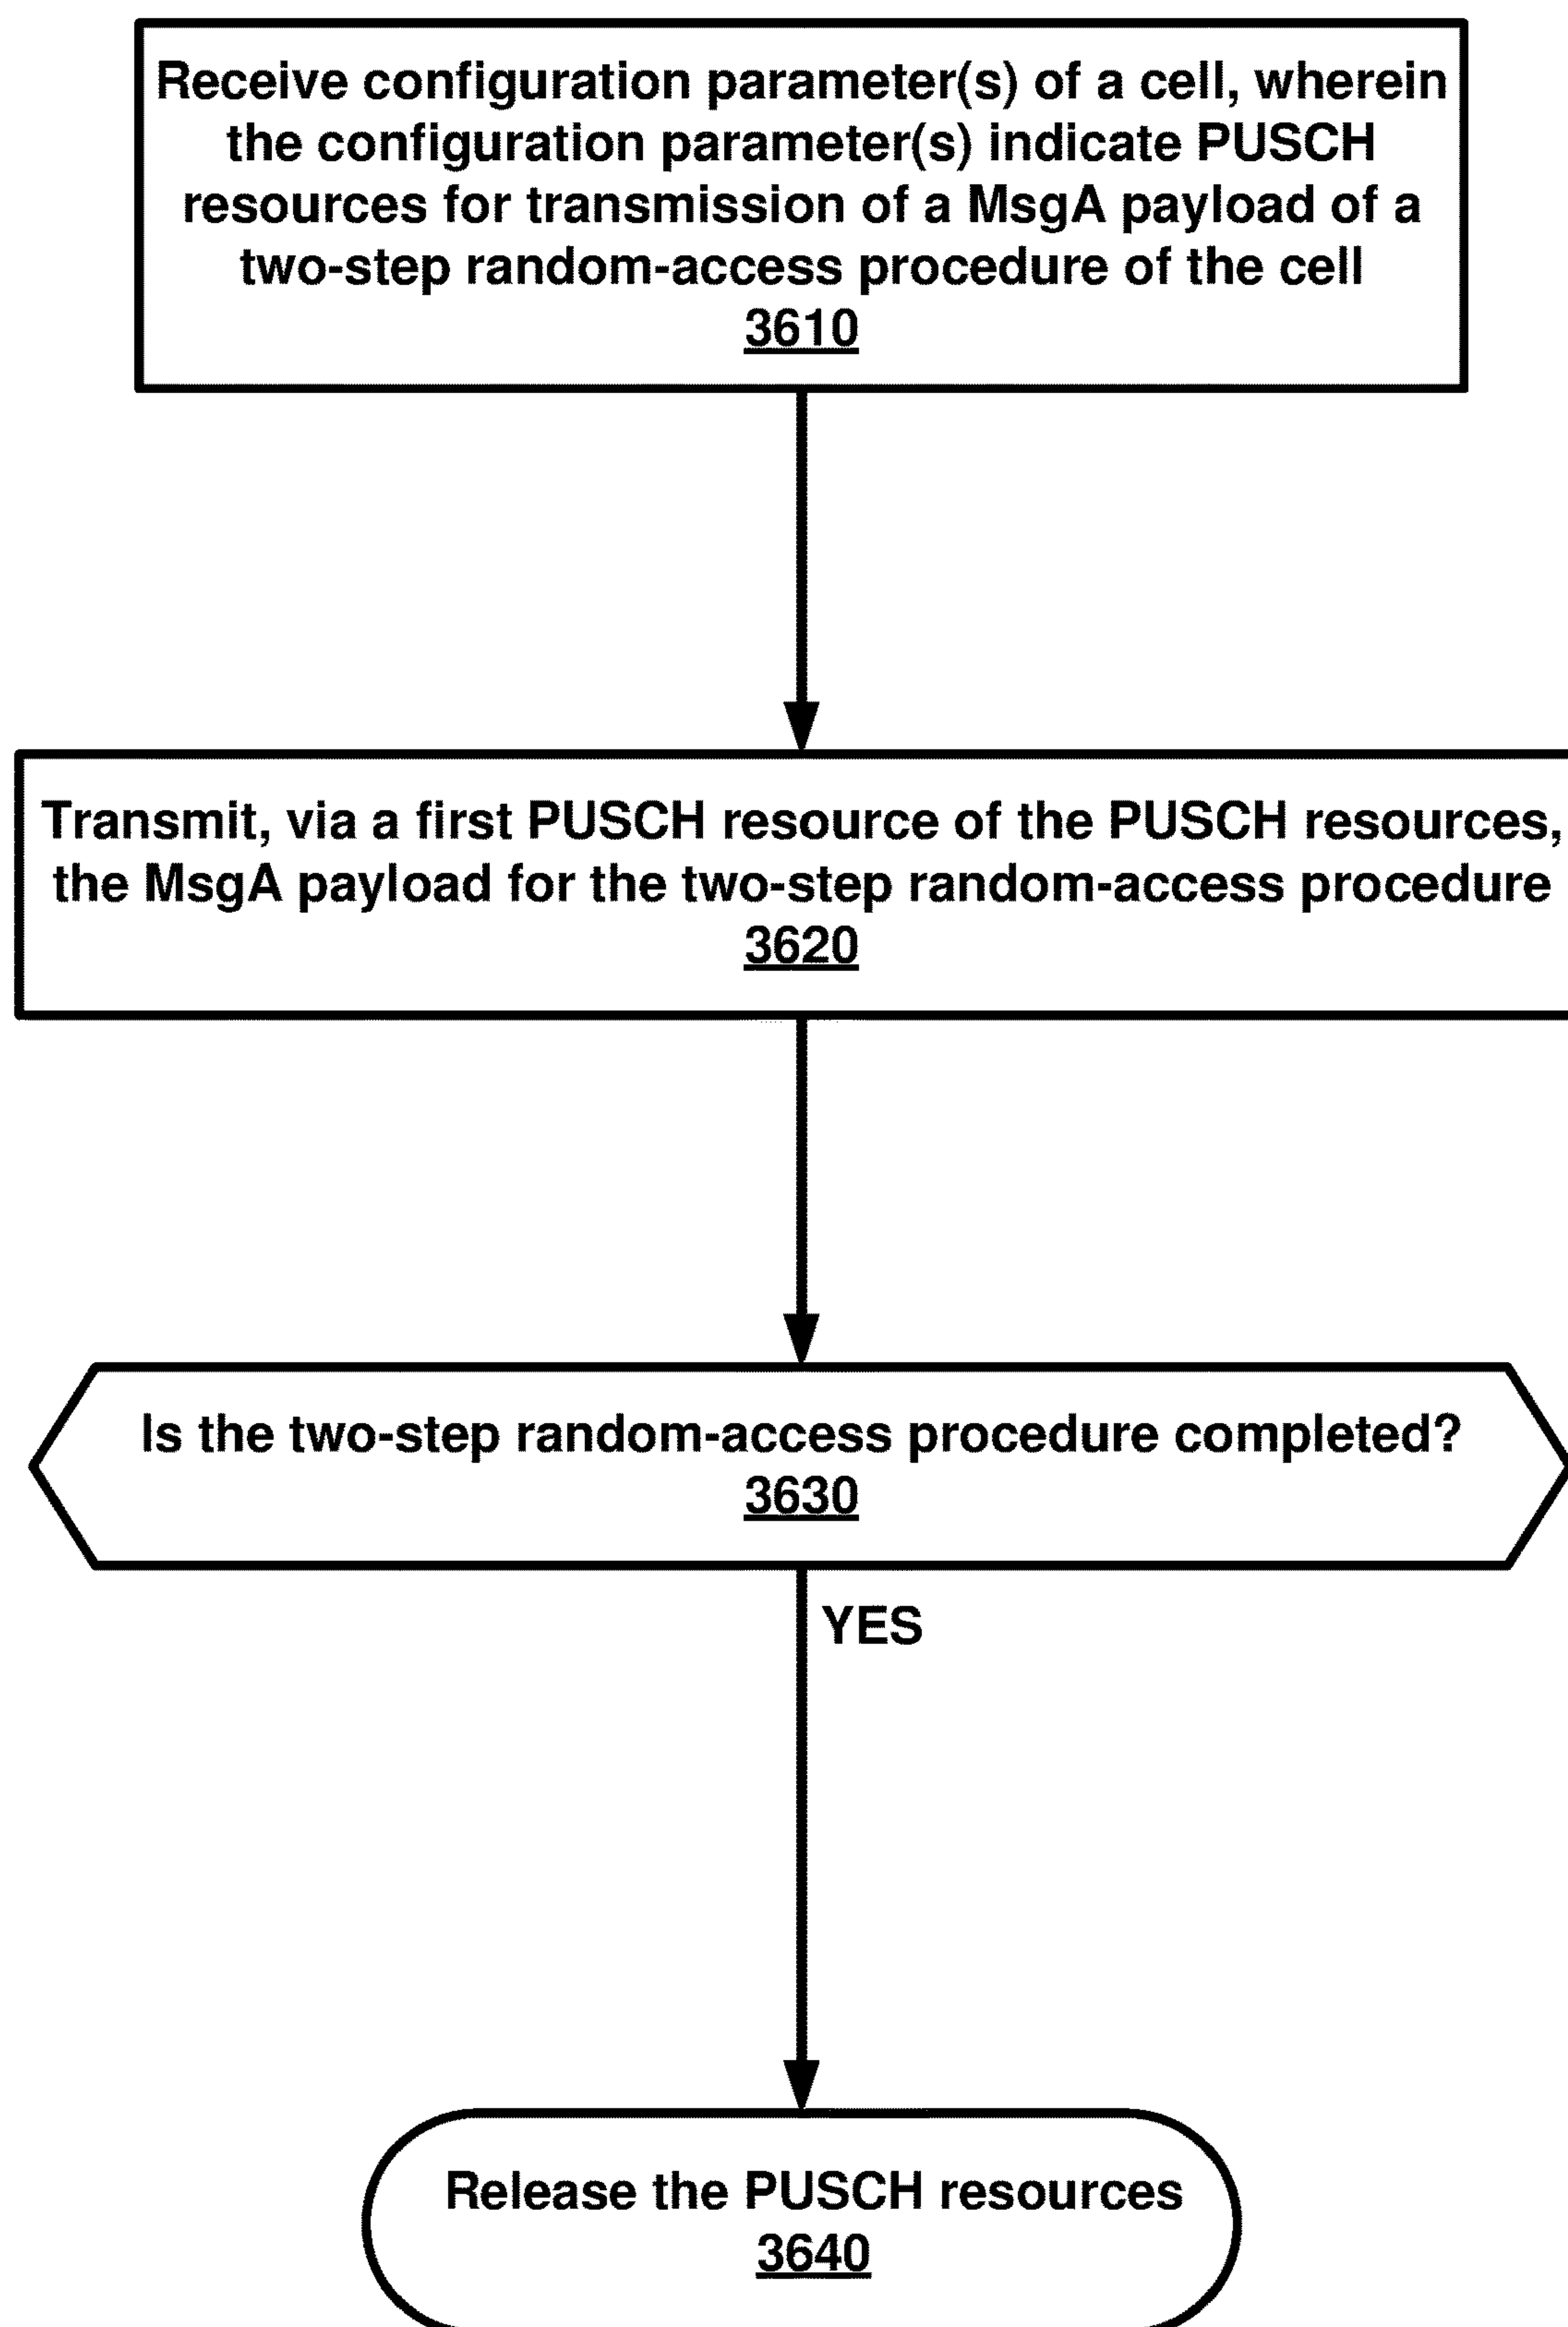 Receive configuration parameter(s) of a cell, wherein
the configuration parameter(s) indicate PUSCH
resources for transmission of a MsgA payload of a
two-step random-access procedure of the cell
3610
Transmit, via a first PUSCH resource of the PUSCH resources,
the MsgA payload for the two-step random-access procedure
3620
Is the two-step random-access procedure completed?
3630
YES
Release the PUSCH resources
3640